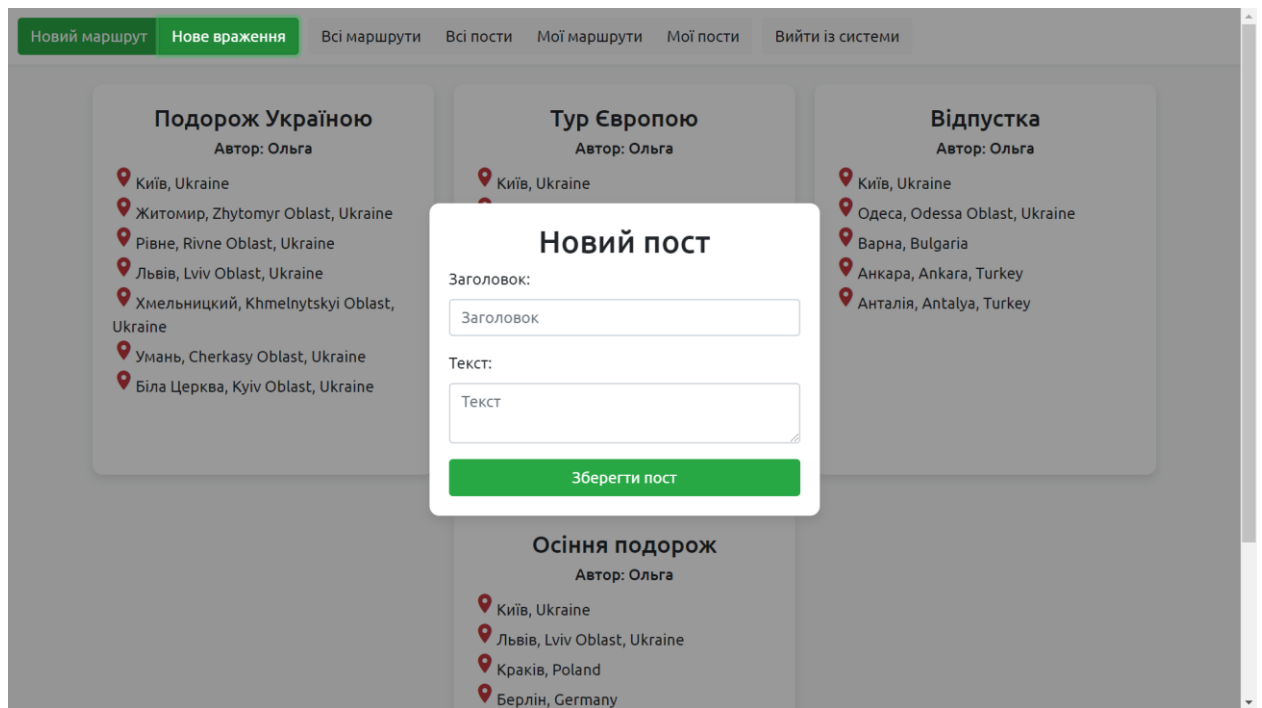 Новий маршрут Нове враження Всі маршрути Всі пости Мої маршрути Мої пости Вийти із системи
Подорож Україною
Автор: Ольга
Київ, Ukraine
Житомир, Zhytomyr Oblast, Ukraine
Рівне, Rivne Oblast, Ukraine
Львів, Lviv Oblast, Ukraine
Хмельницкий, Khmelnytskyi Oblast,
Ukraine
Умань, Cherkasy Oblast, Ukraine
Біла Церква, Kyiv Oblast, Ukraine
Тур Європою
Автор: Ольга
Київ, Ukraine
Відпустка
Автор: Ольга
Київ, Ukraine
Одеса, Odessa Oblast, Ukraine
Варна, Bulgaria
Анкара, Ankara, Turkey
Анталія, Antalya, Turkey
Новий пост
Заголовок:
Заголовок
Текст:
Текст
Зберегти пост
Осіння подорож
Автор: Ольга
Київ, Ukraine
Львів, Lviv Oblast, Ukraine
Краків, Poland
Берлін, Germany